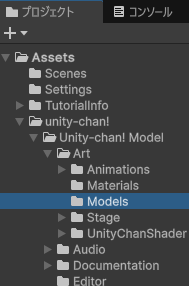 プロジェクト コンソール
+
Assets
Scenes
Settings
TutorialInfo
unity-chan!
Unity-chan! Model
Art
Animations
Materials
Models
Stage
UnityChanShader
Audio
Documentation
Editor